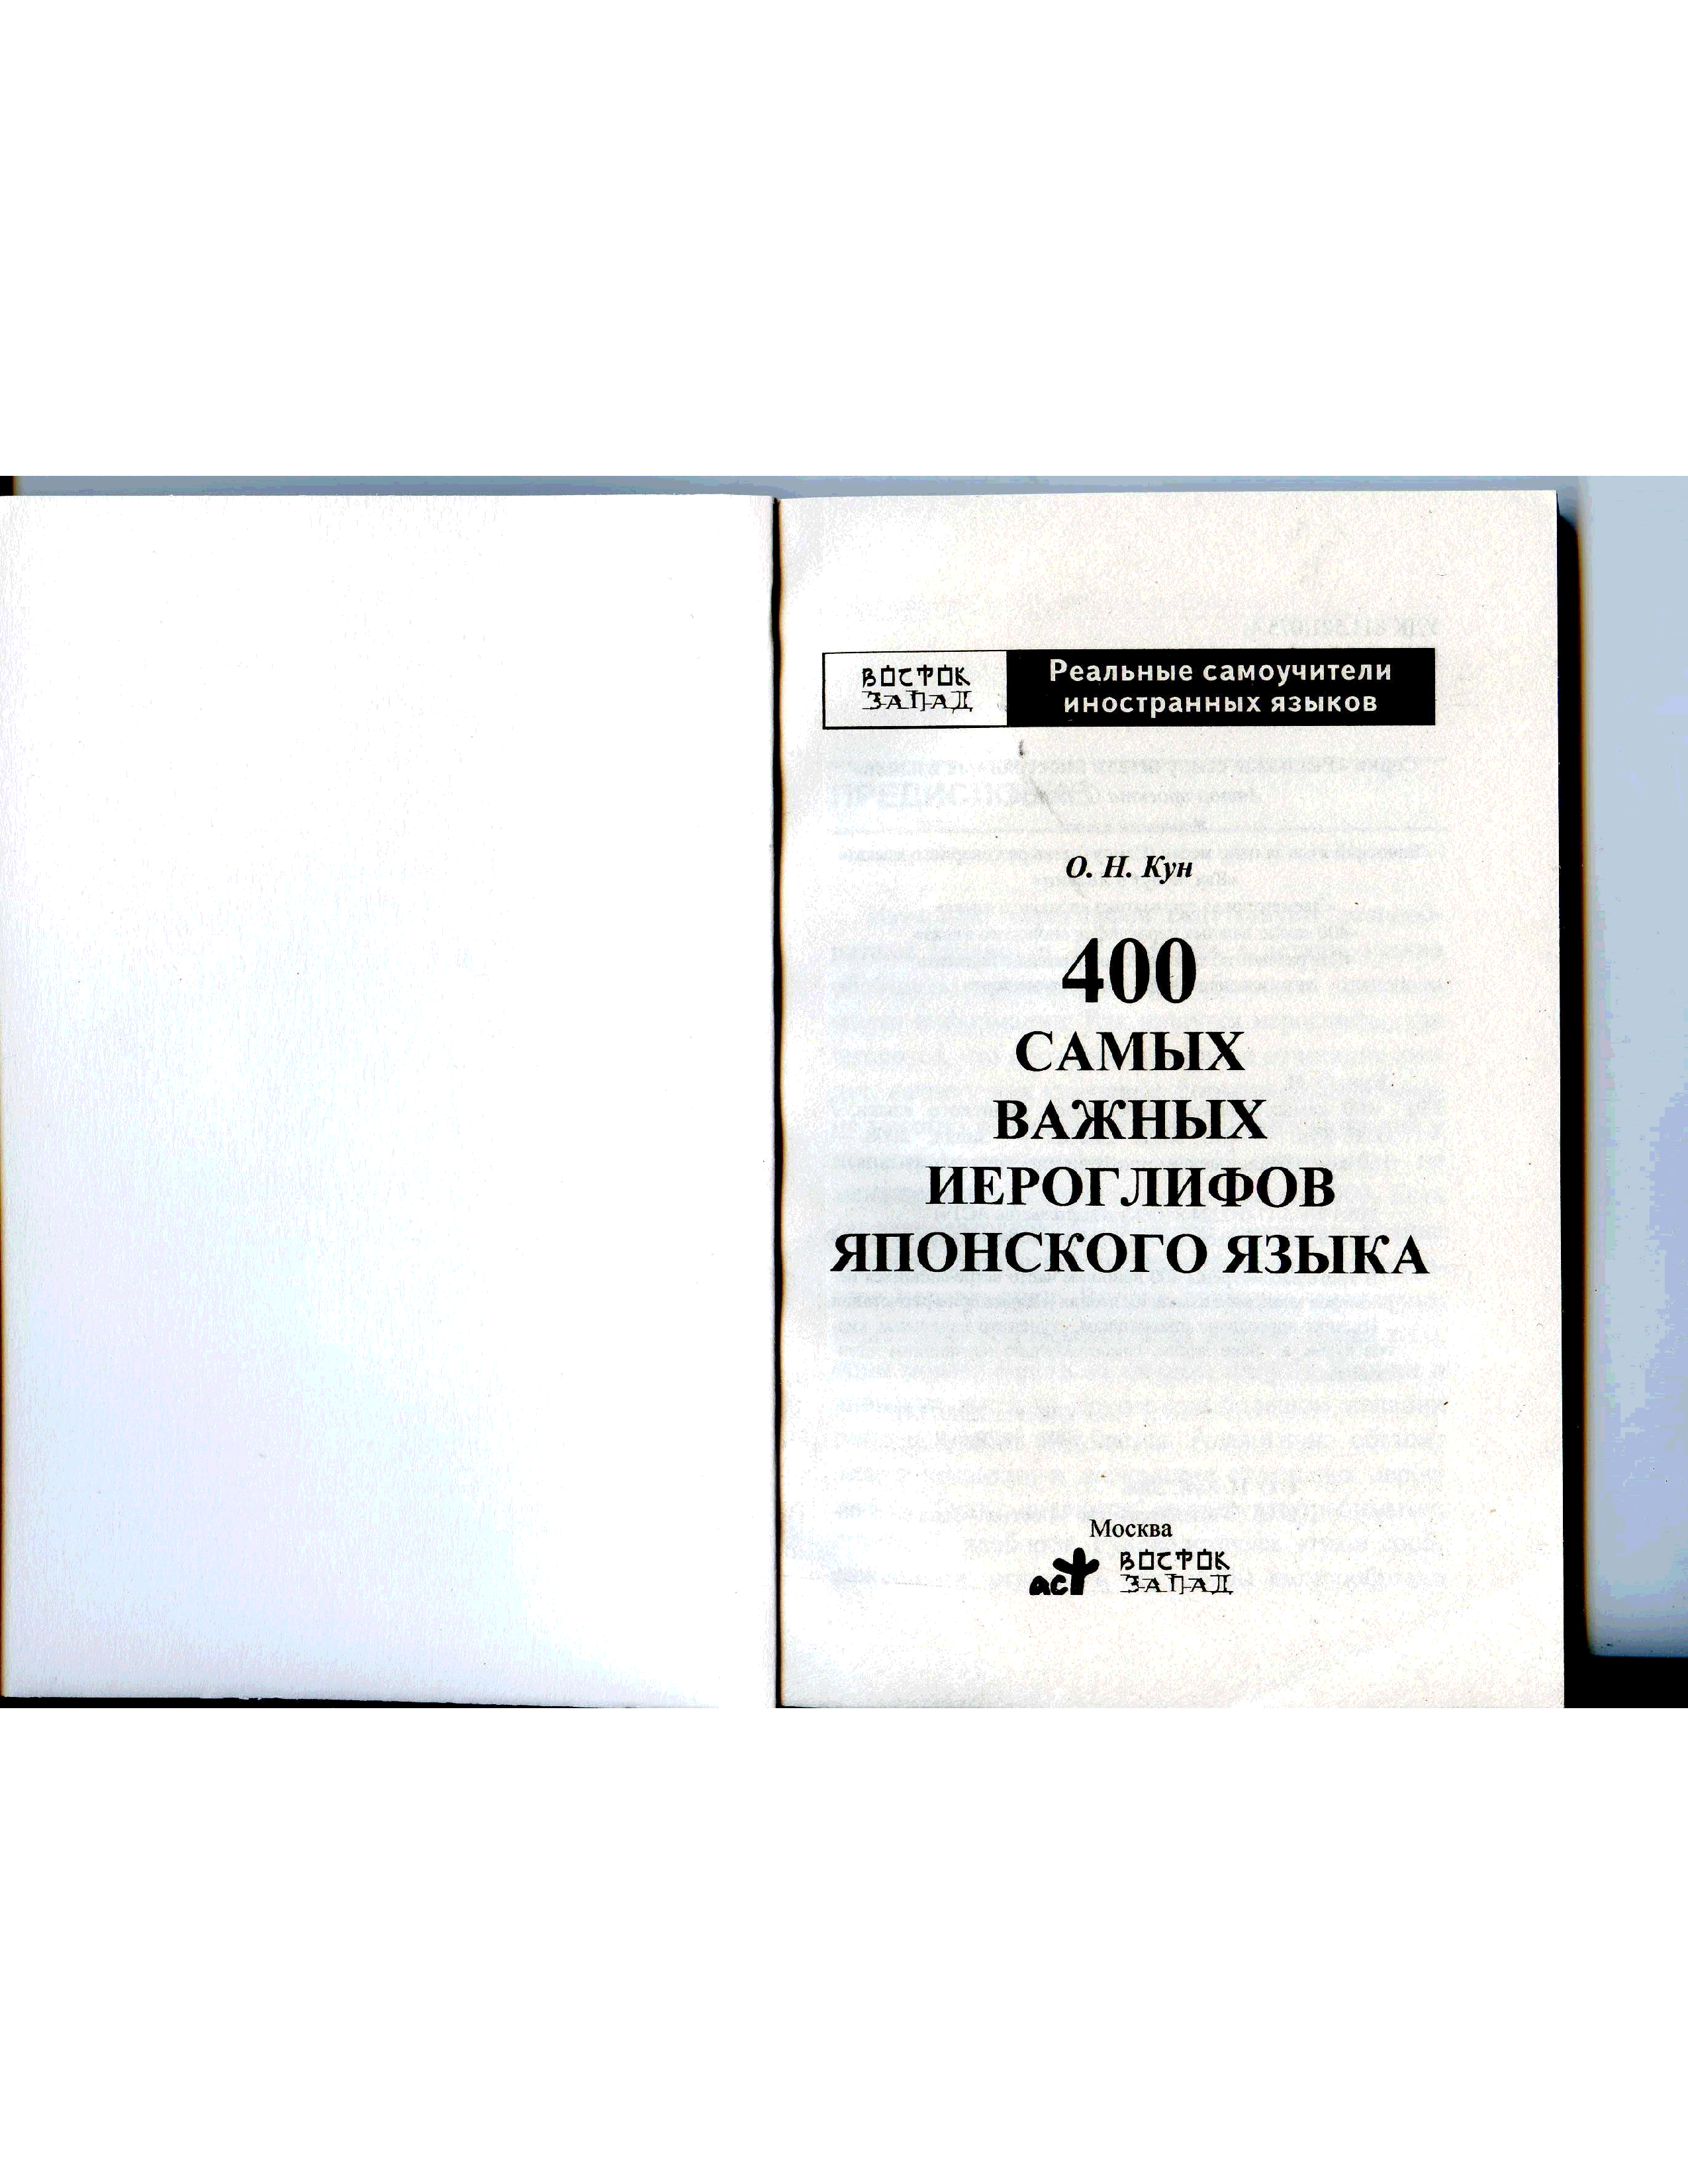 ВОСТОК
ЗАПАД
Реальные самоучители
иностранных языков
О. Н. Кун
400
САМЫХ
ВАЖНЫХ
ИЕРОГЛИФОВ
ЯПОНСКОГО ЯЗЫКА
Москва
аст
ВОСТОК
ЗАПАД